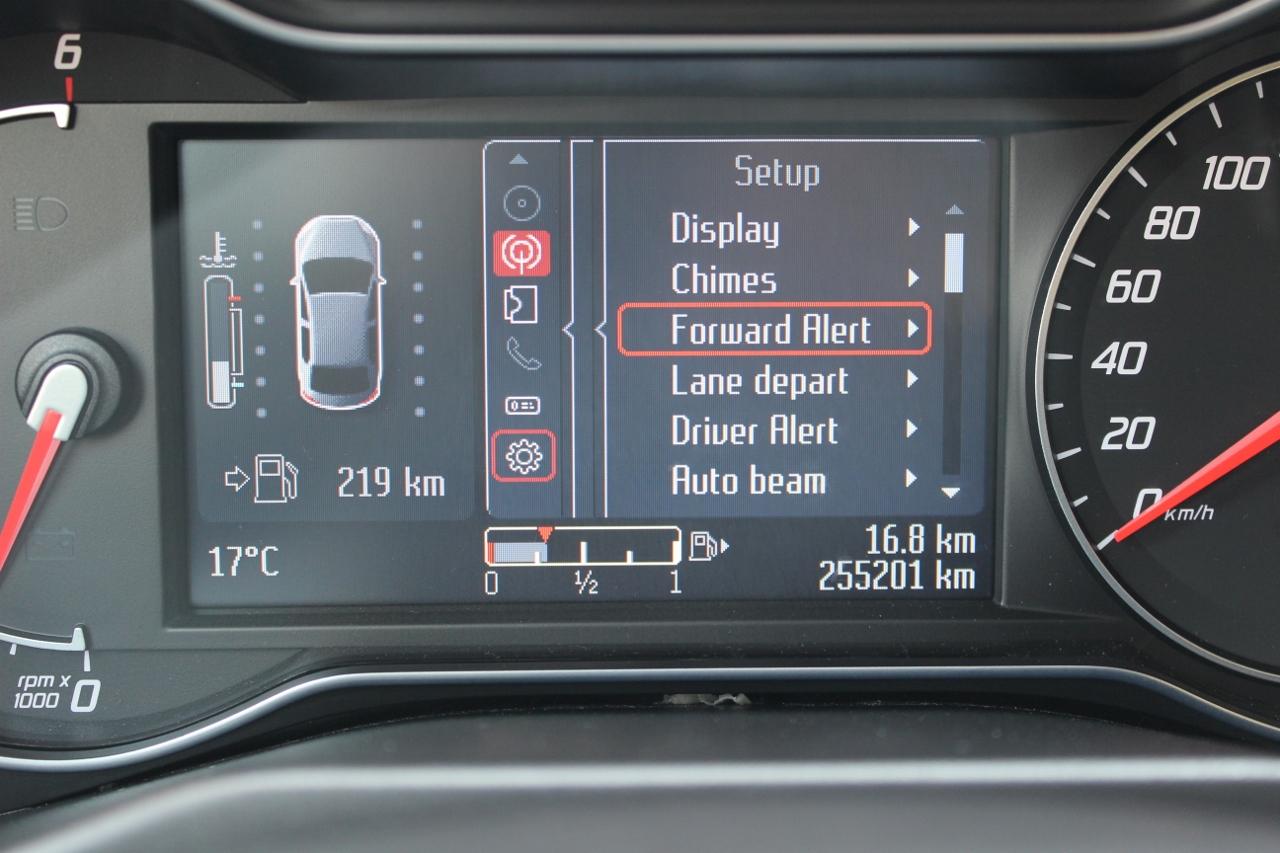 6
Setup
Display
Chimes
Forward Alert
Lane depart
Driver Alert
Auto beam
219 km
17°C
0 ½ 1
16.8 km
255201 km
rpm x
1000 0
100
80
60
40
20
0 km/h